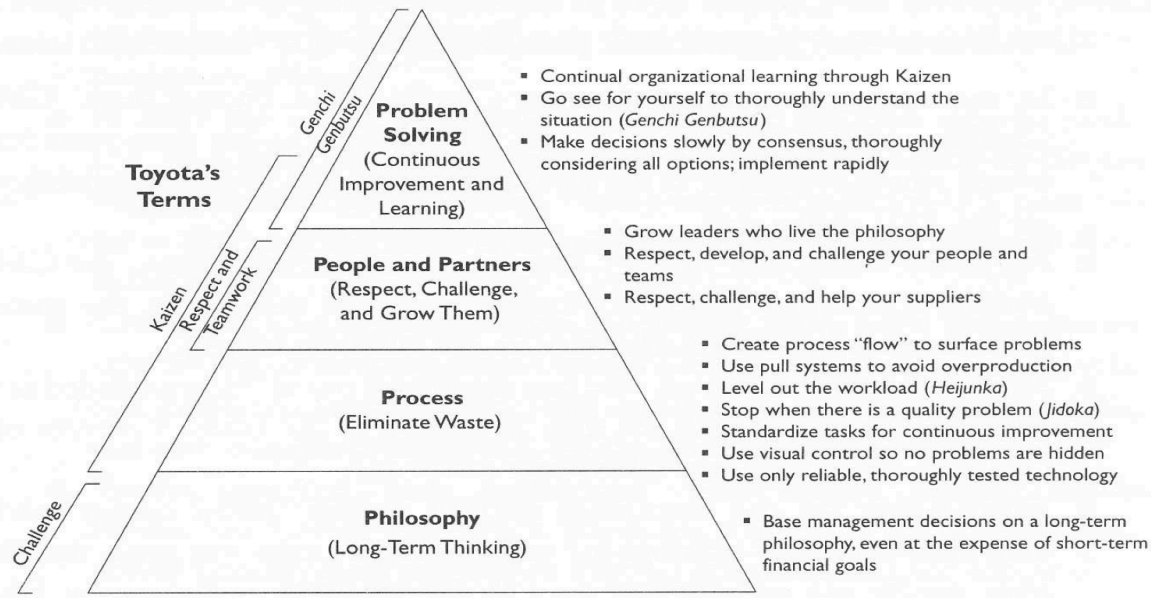 Toyota's
Terms
Genchi
Genbutsu
Kaizen
Respect and
Teamwork
Challenge
Problem
Solving
(Continuous
Improvement and
Learning)
▪ Continual organizational learning through Kaizen
▪ Go see for yourself to thoroughly understand the
situation (Genchi Genbutsu)
▪ Make decisions slowly by consensus, thoroughly
considering all options; implement rapidly
People and Partners
(Respect, Challenge,
and Grow Them)
▪ Grow leaders who live the philosophy
▪ Respect, develop, and challenge your people and
teams
▪ Respect, challenge, and help your suppliers
Process
(Eliminate Waste)
▪ Create process “flow” to surface problems
▪ Use pull systems to avoid overproduction
▪ Level out the workload (Heijunka)
▪ Stop when there is a quality problem (Jidoka)
▪ Standardize tasks for continuous improvement
▪ Use visual control so no problems are hidden
▪ Use only reliable, thoroughly tested technology
Philosophy
(Long-Term Thinking)
▪ Base management decisions on a long-term
philosophy, even at the expense of short-term
financial goals